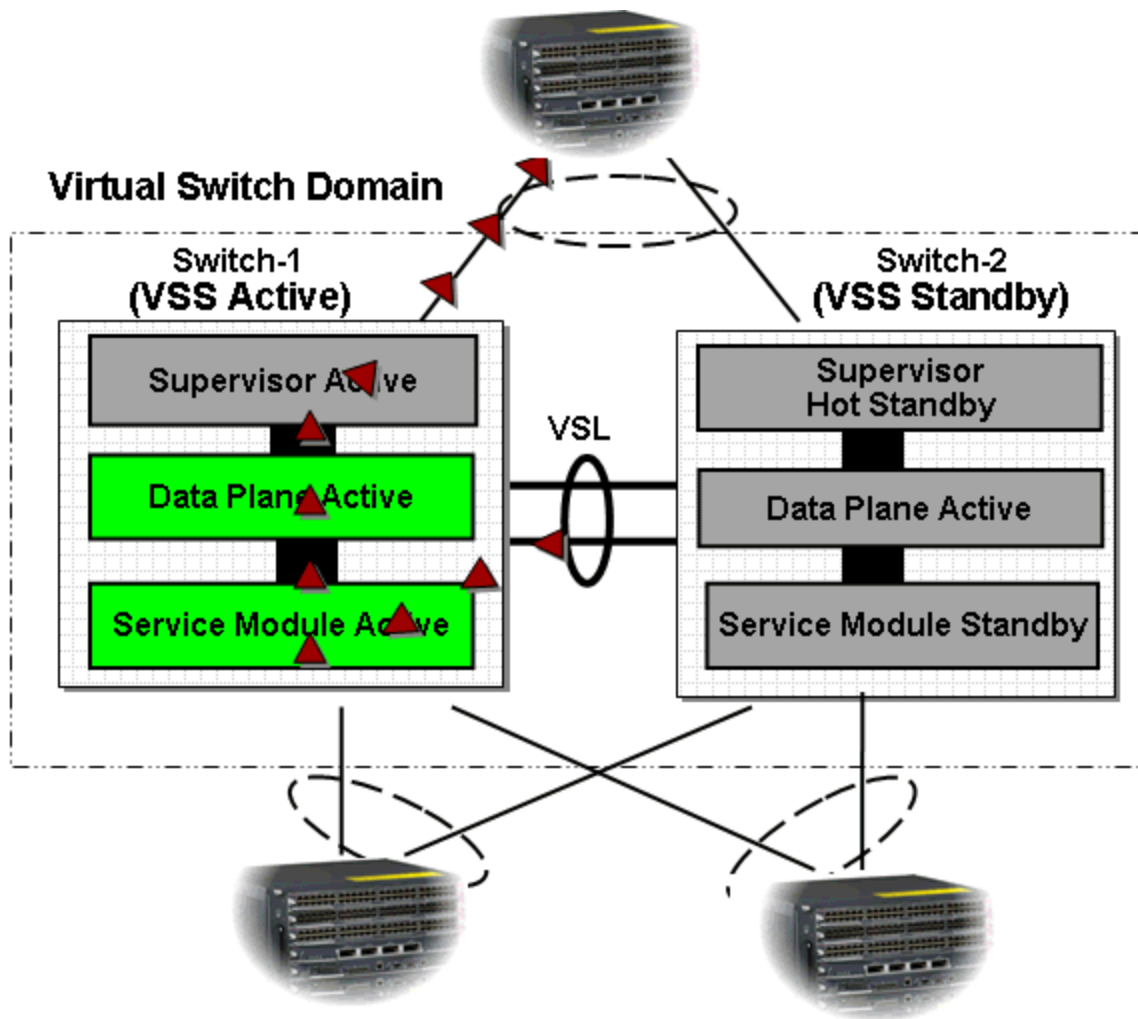 Virtual Switch Domain
Switch-1
(VSS Active)
Switch-2
(VSS Standby)
Supervisor Active
Supervisor
Hot Standby
VSL
Data Plane Active
Data Plane Active
Service Module Active
Service Module Standby